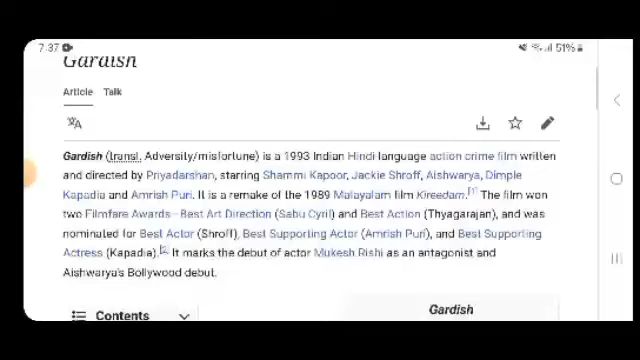 7:37
51%
Gardish
Article Talk
Gardish (transl. Adversity/misfortune) is a 1993 Indian Hindi-language action crime film written
and directed by Priyadarshan, starring Shammi Kapoor, Jackie Shroff, Aishwarya, Dimple
Kapadia and Amrish Puri. It is a remake of the 1989 Malayalam film Kireedam.[1] The film won
two Filmfare Awards—Best Art Direction (Sabu Cyril) and Best Action (Thyagarajan), and was
nominated for Best Actor (Shroff), Best Supporting Actor (Amrish Puri), and Best Supporting
Actress (Kapadia).[2] It marks the debut of actor Mukesh Rishi as an antagonist and
Aishwarya's Bollywood debut.
Contents
Gardish